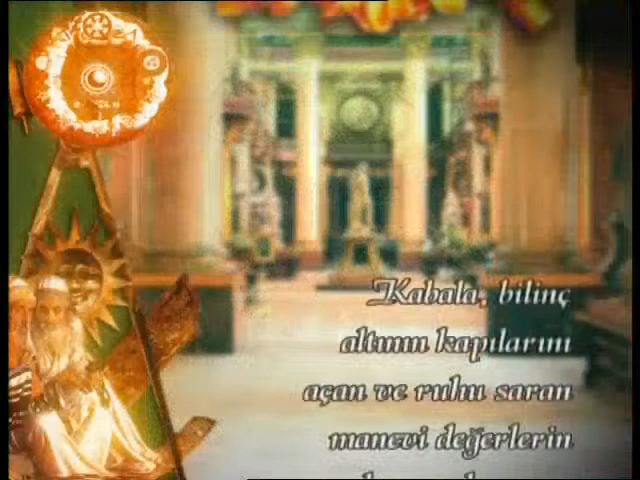 Kabala, bilinç
altının kapılarını
açan ve ruhu saran
manevi değerlerin